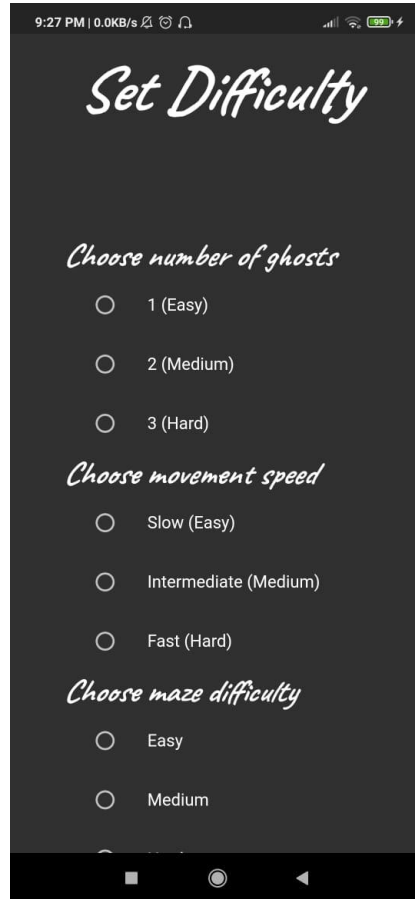 9:27 PM | 0.0KB/s 99
Set Difficulty
Choose number of ghosts
1 (Easy)
2 (Medium)
3 (Hard)
Choose movement speed
Slow (Easy)
Intermediate (Medium)
Fast (Hard)
Choose maze difficulty
Easy
Medium